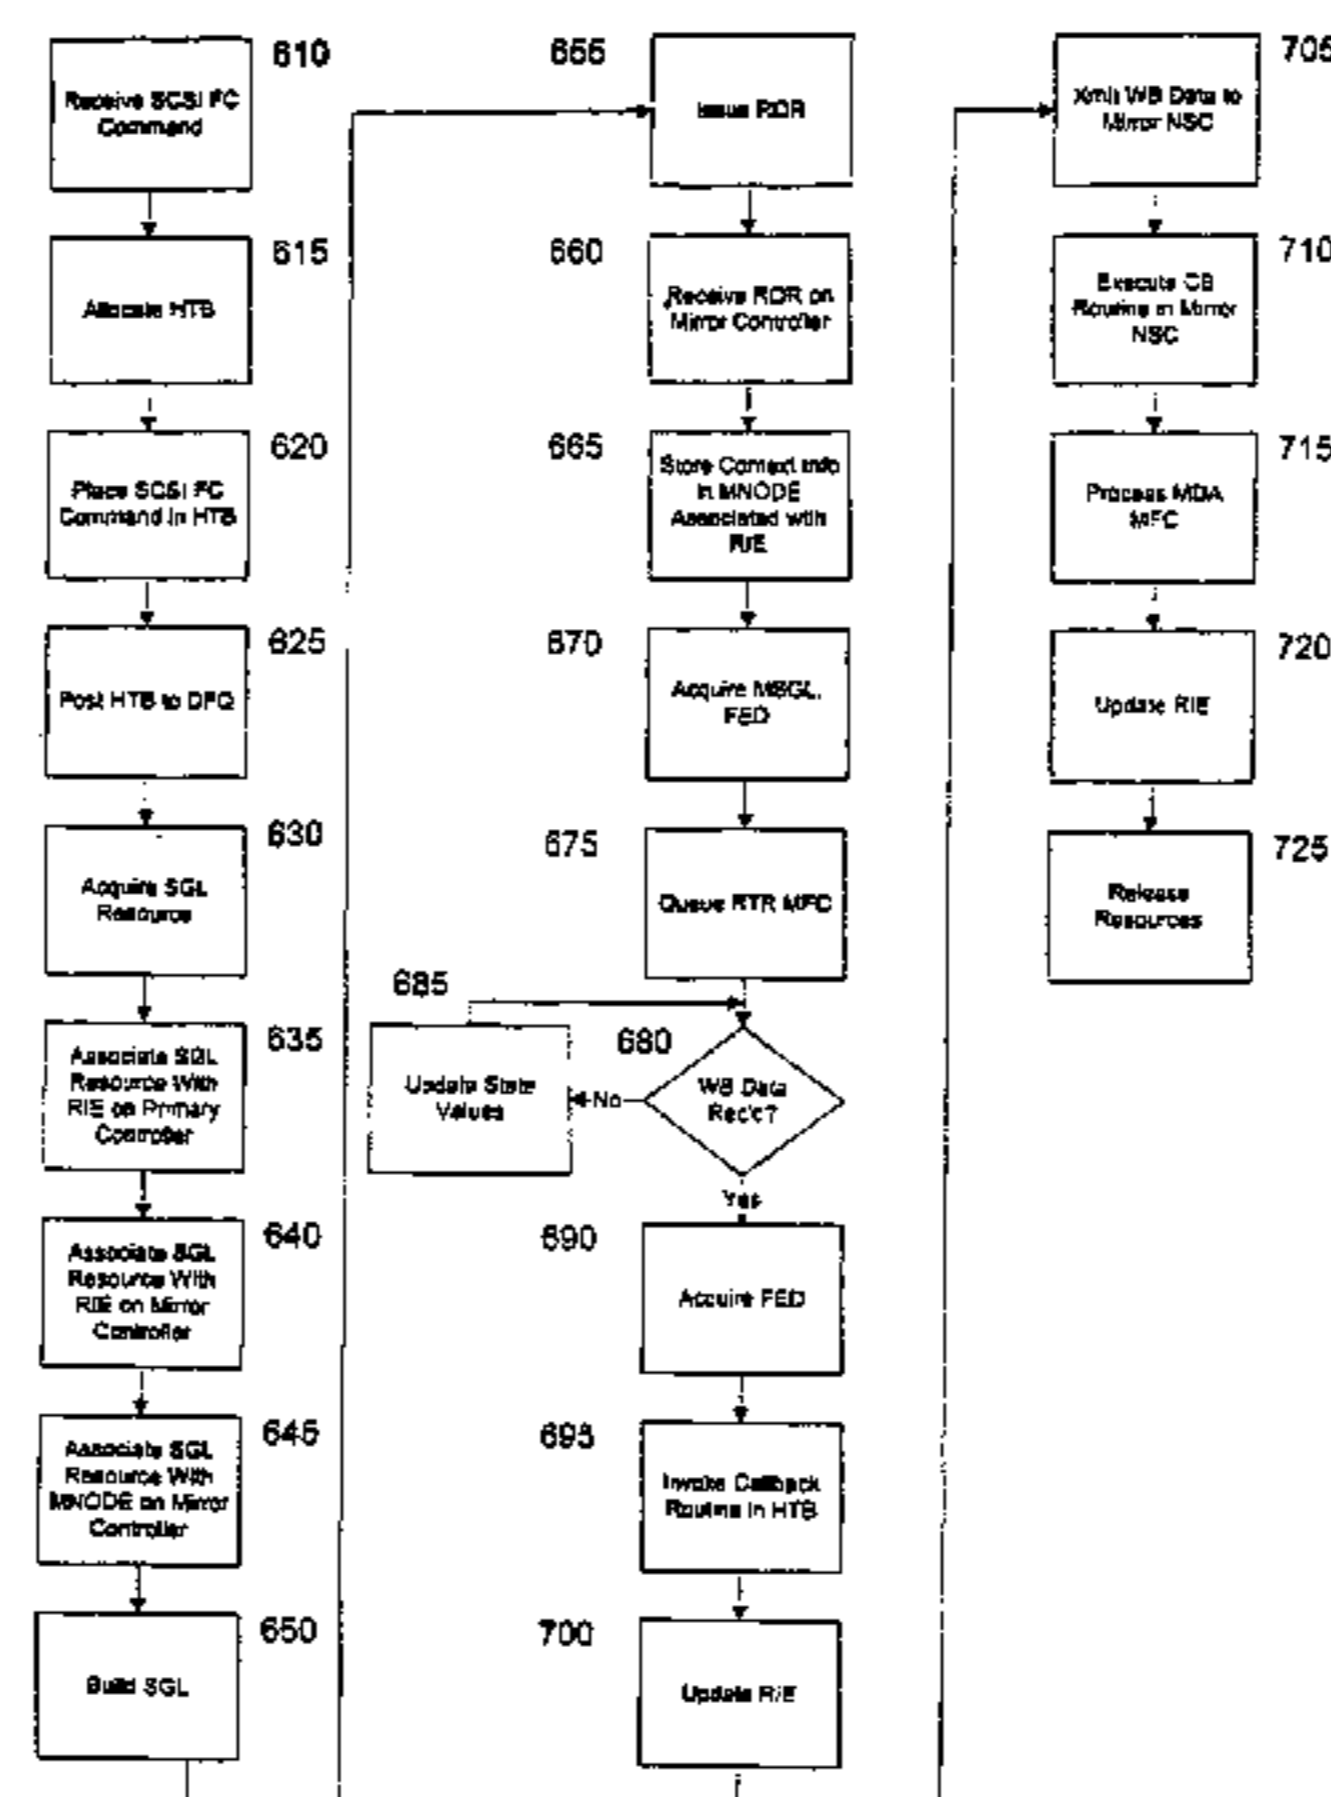 610
Receive SCSI FC
Command
615
Allocate HTB
620
Place SCSI FC
Command in HTB
625
Post HTB to DPQ
630
Acquire SGL
Resource
635
Associate SGL
Resource With
RIE on Primary
Controller
640
Associate SGL
Resource With
RIE on Mirror
Controller
645
Associate SGL
Resource With
MNODE on Mirror
Controller
650
Build SGL
655
Issue RDR
660
Receive RDR on
Mirror Controller
665
Store Context Info
in MNODE
Associated with
RIE
670
Acquire MSGL,
FED
675
Queue RTR MFC
685
Update State
Values
680
WB Data
Rec'd?
No
Yes
690
Acquire FED
695
Invoke Callback
Routine in HTB
700
Update RIE
705
Xmit WB Data to
Mirror NSC
710
Execute CB
Routine in Mirror
NSC
715
Process MDA
MFC
720
Update RIE
725
Release
Resources